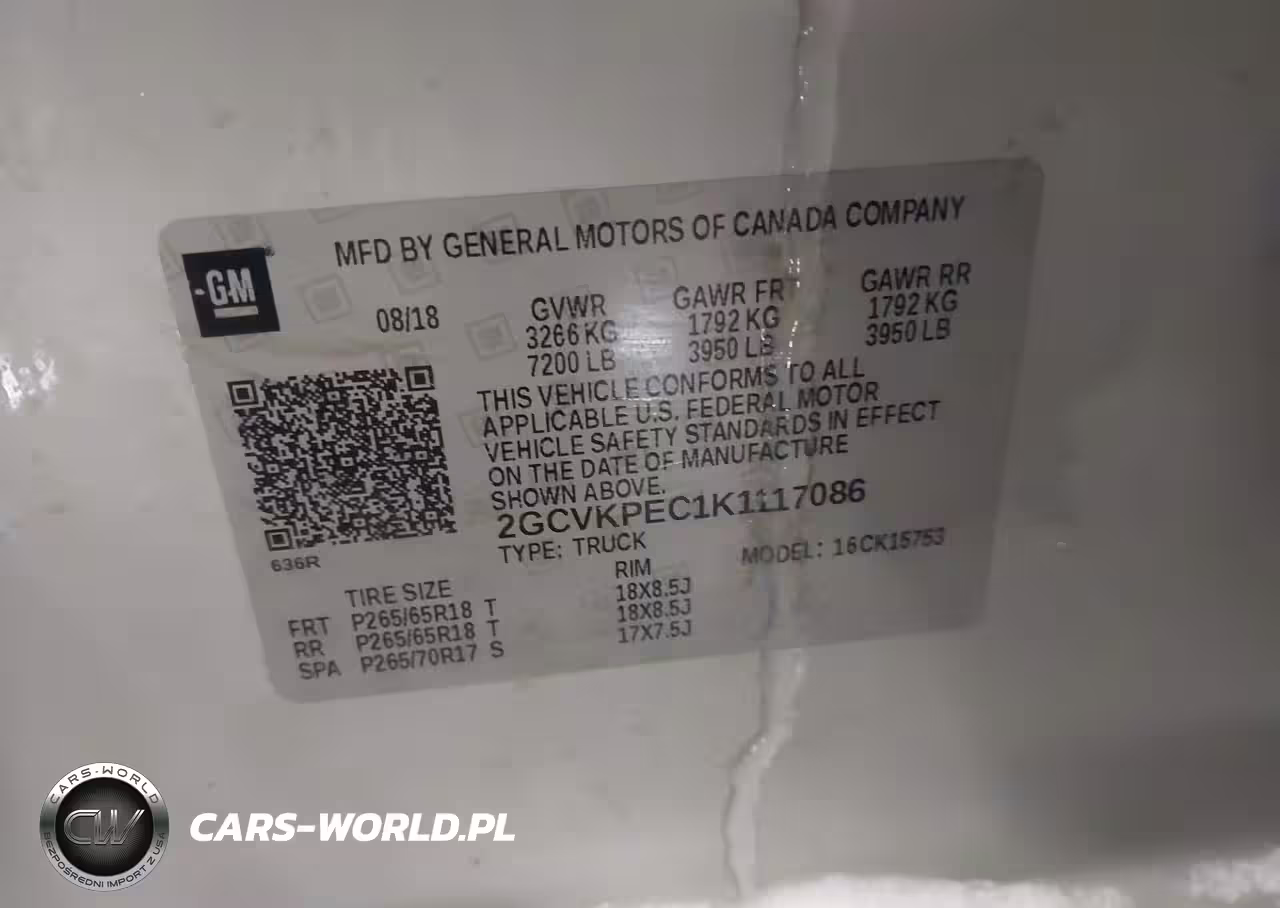 MFD BY GENERAL MOTORS OF CANADA COMPANY
GM
08/18
GVWR GAWR FRT GAWR RR
3266 KG 1792 KG 1792 KG
7200 LB 3950 LB 3950 LB
THIS VEHICLE CONFORMS TO ALL
APPLICABLE U.S. FEDERAL MOTOR
VEHICLE SAFETY STANDARDS IN EFFECT
ON THE DATE OF MANUFACTURE
SHOWN ABOVE.
2GCVKPEC1K1117086
TYPE: TRUCK MODEL: 16CK15753
636R
TIRE SIZE RIM
FRT P265/65R18 T 18X8.5J
RR P265/65R18 T 18X8.5J
SPA P265/70R17 S 17X7.5J
CARS-WORLD
CW
BEZPOŚREDNI IMPORT Z USA
CARS-WORLD.PL